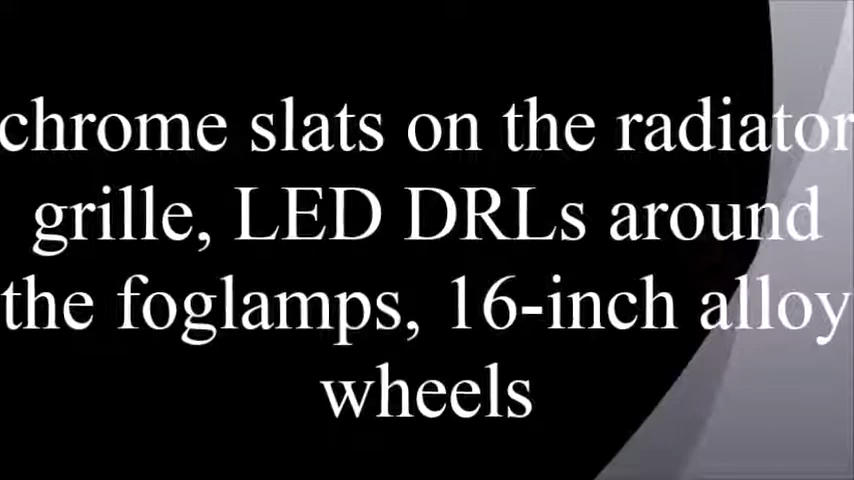 chrome slats on the radiator
grille, LED DRLs around
the foglamps, 16-inch alloy
wheels